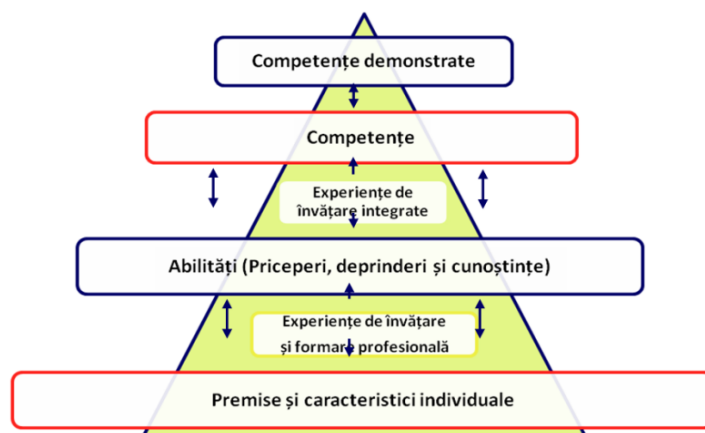 Competențe demonstrate
Competențe
Experiențe de
învățare integrate
Abilități (Priceperi, deprinderi și cunoștințe)
Experiențe de învățare
și formare profesională
Premise și caracteristici individuale